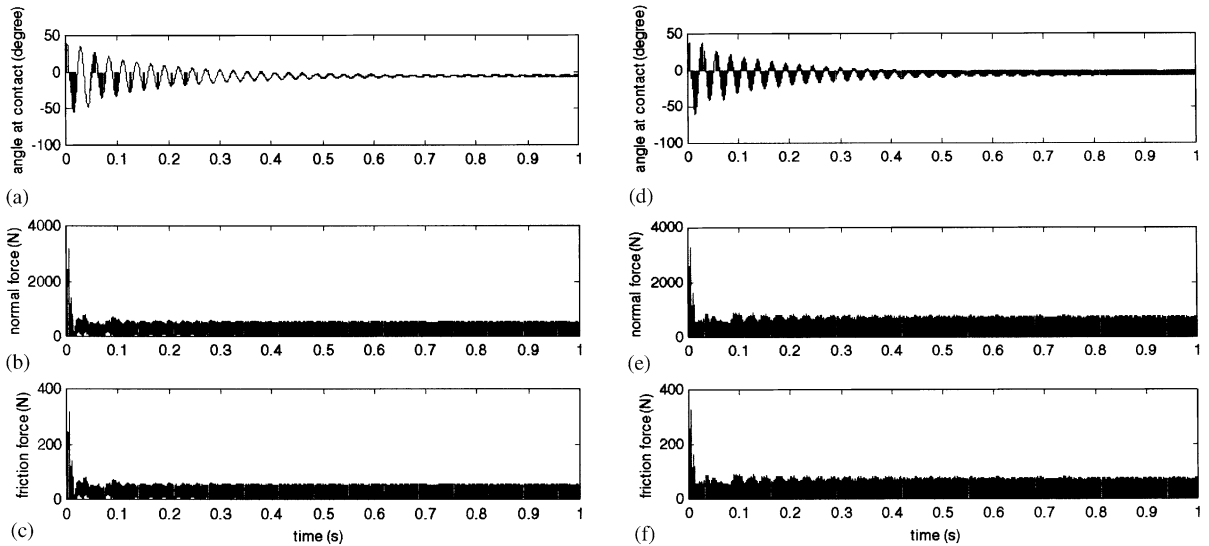 angle at contact (degree)
50
0
-50
-100
0 0.1 0.2 0.3 0.4 0.5 0.6 0.7 0.8 0.9 1
(a)
normal force (N)
4000
2000
0
0 0.1 0.2 0.3 0.4 0.5 0.6 0.7 0.8 0.9 1
(b)
friction force (N)
400
200
0
0 0.1 0.2 0.3 0.4 0.5 0.6 0.7 0.8 0.9 1
(c)
time (s)
angle at contact (degree)
50
0
-50
-100
0 0.1 0.2 0.3 0.4 0.5 0.6 0.7 0.8 0.9 1
(d)
normal force (N)
4000
2000
0
0 0.1 0.2 0.3 0.4 0.5 0.6 0.7 0.8 0.9 1
(e)
friction force (N)
400
200
0
0 0.1 0.2 0.3 0.4 0.5 0.6 0.7 0.8 0.9 1
(f)
time (s)